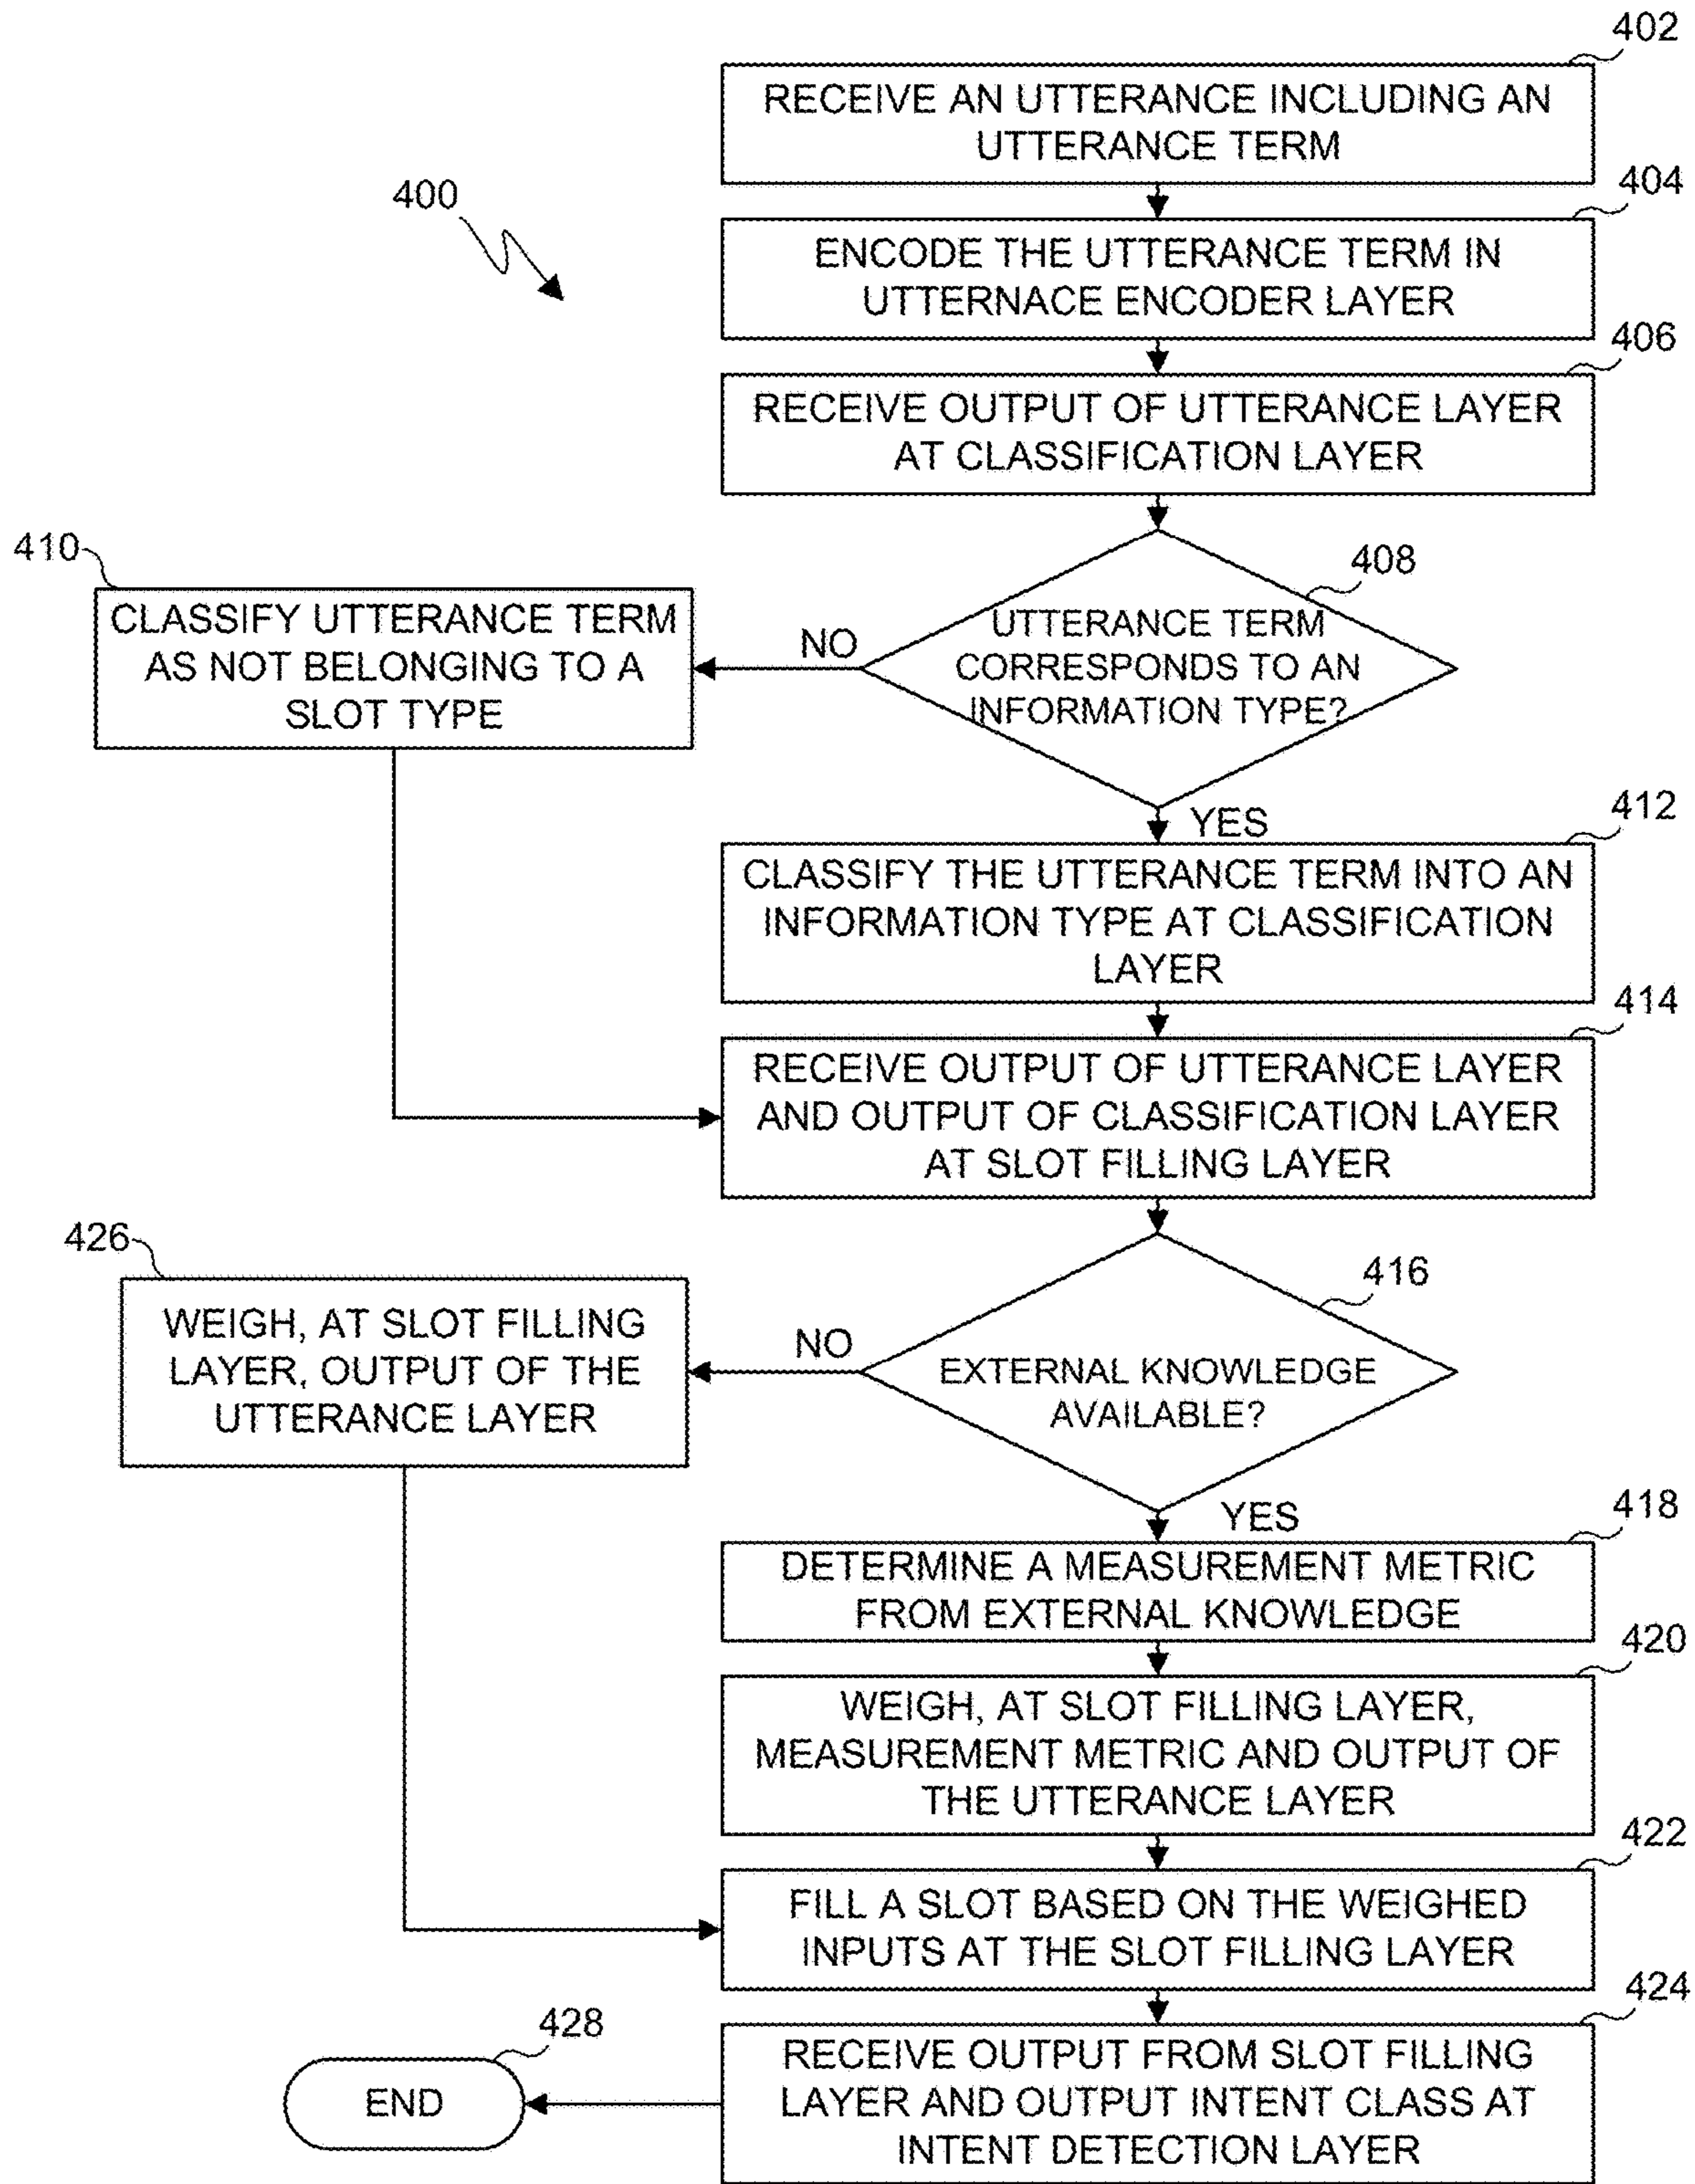 402
RECEIVE AN UTTERANCE INCLUDING AN
UTTERANCE TERM
400
404
ENCODE THE UTTERANCE TERM IN
UTTERNACE ENCODER LAYER
406
RECEIVE OUTPUT OF UTTERANCE LAYER
AT CLASSIFICATION LAYER
410
CLASSIFY UTTERANCE TERM
AS NOT BELONGING TO A
SLOT TYPE
NO
408
UTTERANCE TERM
CORRESPONDS TO AN
INFORMATION TYPE?
YES
412
CLASSIFY THE UTTERANCE TERM INTO AN
INFORMATION TYPE AT CLASSIFICATION
LAYER
414
RECEIVE OUTPUT OF UTTERANCE LAYER
AND OUTPUT OF CLASSIFICATION LAYER
AT SLOT FILLING LAYER
426
WEIGH, AT SLOT FILLING
LAYER, OUTPUT OF THE
UTTERANCE LAYER
NO
416
EXTERNAL KNOWLEDGE
AVAILABLE?
YES
418
DETERMINE A MEASUREMENT METRIC
FROM EXTERNAL KNOWLEDGE
420
WEIGH, AT SLOT FILLING LAYER,
MEASUREMENT METRIC AND OUTPUT OF
THE UTTERANCE LAYER
422
FILL A SLOT BASED ON THE WEIGHED
INPUTS AT THE SLOT FILLING LAYER
424
RECEIVE OUTPUT FROM SLOT FILLING
LAYER AND OUTPUT INTENT CLASS AT
INTENT DETECTION LAYER
428
END